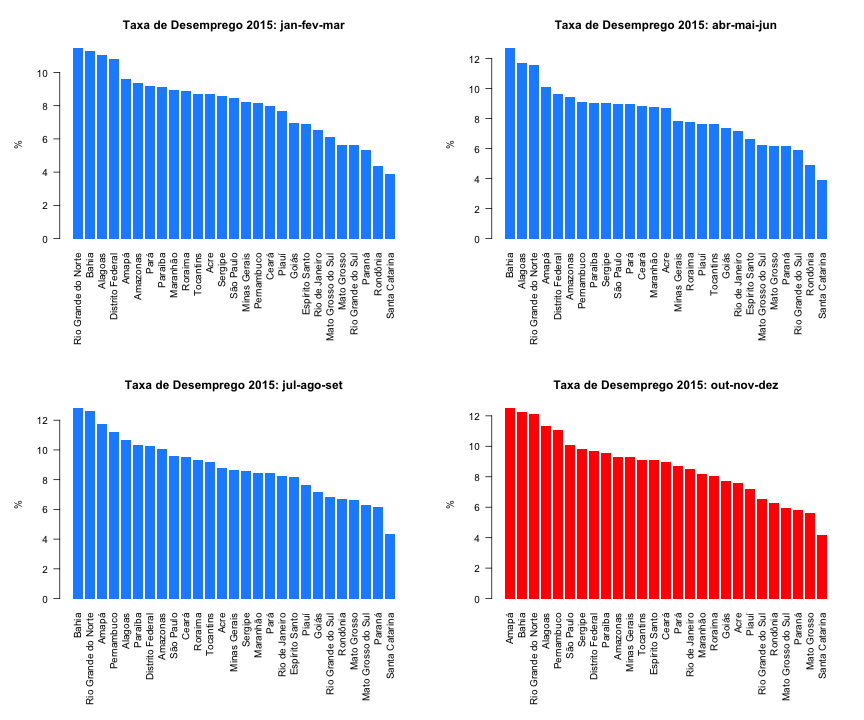 Taxa de Desemprego 2015: jan-fev-mar
%
10
8
6
4
2
0
Rio Grande do Norte
Bahia
Alagoas
Distrito Federal
Amapá
Amazonas
Pará
Paraíba
Maranhão
Roraima
Tocantins
Acre
Sergipe
São Paulo
Minas Gerais
Pernambuco
Ceará
Piauí
Goiás
Espírito Santo
Rio de Janeiro
Mato Grosso do Sul
Mato Grosso
Rio Grande do Sul
Paraná
Rondônia
Santa Catarina
Taxa de Desemprego 2015: abr-mai-jun
%
12
10
8
6
4
2
0
Bahia
Alagoas
Rio Grande do Norte
Amapá
Distrito Federal
Amazonas
Pernambuco
Paraíba
Sergipe
São Paulo
Pará
Ceará
Maranhão
Acre
Minas Gerais
Roraima
Piauí
Tocantins
Goiás
Rio de Janeiro
Espírito Santo
Mato Grosso do Sul
Mato Grosso
Paraná
Rio Grande do Sul
Rondônia
Santa Catarina
Taxa de Desemprego 2015: jul-ago-set
%
12
10
8
6
4
2
0
Bahia
Rio Grande do Norte
Amapá
Pernambuco
Alagoas
Paraíba
Distrito Federal
Amazonas
São Paulo
Ceará
Roraima
Tocantins
Acre
Minas Gerais
Sergipe
Maranhão
Pará
Rio de Janeiro
Espírito Santo
Piauí
Goiás
Rio Grande do Sul
Rondônia
Mato Grosso
Mato Grosso do Sul
Paraná
Santa Catarina
Taxa de Desemprego 2015: out-nov-dez
%
12
10
8
6
4
2
0
Amapá
Bahia
Rio Grande do Norte
Alagoas
Pernambuco
São Paulo
Sergipe
Distrito Federal
Paraíba
Amazonas
Minas Gerais
Tocantins
Espírito Santo
Ceará
Pará
Rio de Janeiro
Maranhão
Roraima
Goiás
Acre
Piauí
Rio Grande do Sul
Rondônia
Mato Grosso do Sul
Paraná
Mato Grosso
Santa Catarina